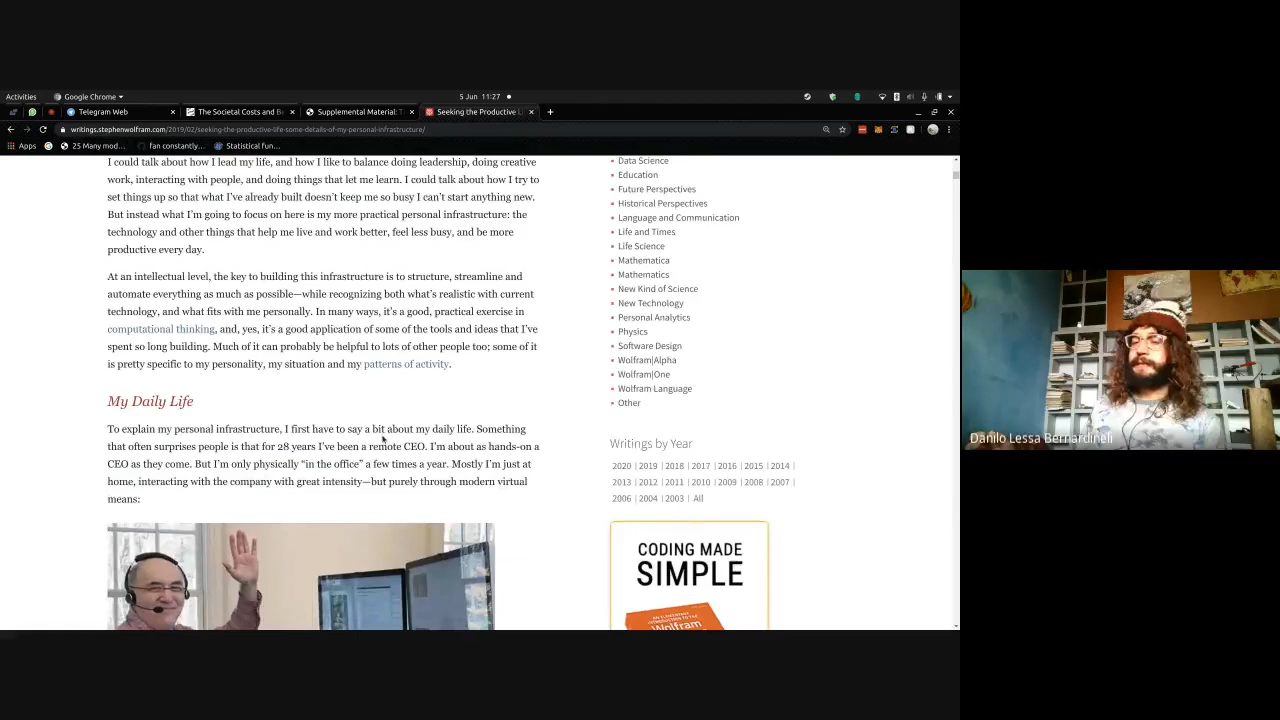 Activities
Google Chrome
5 Jun 11:27
Telegram Web
The Societal Costs and Be
Supplemental Material: T
Seeking the Productive L
writings.stephenwolfram.com/2019/02/seeking-the-productive-life-some-details-of-my-personal-infrastructure/
Apps
25 Many mod...
fan constantly...
Statistical fun...
I could talk about how I lead my life, and how I like to balance doing leadership, doing creative
work, interacting with people, and doing things that let me learn. I could talk about how I try to
set things up so that what I've already built doesn't keep me so busy I can't start anything new.
But instead what I'm going to focus on here is my more practical personal infrastructure: the
technology and other things that help me live and work better, feel less busy, and be more
productive every day.
At an intellectual level, the key to building this infrastructure is to structure, streamline and
automate everything as much as possible—while recognizing both what's realistic with current
technology, and what fits with me personally. In many ways, it's a good, practical exercise in
computational thinking, and, yes, it's a good application of some of the tools and ideas that I've
spent so long building. Much of it can probably be helpful to lots of other people too; some of it
is pretty specific to my personality, my situation and my patterns of activity.
My Daily Life
To explain my personal infrastructure, I first have to say a bit about my daily life. Something
that often surprises people is that for 28 years I've been a remote CEO. I'm about as hands-on a
CEO as they come. But I'm only physically "in the office" a few times a year. Mostly I'm just at
home, interacting with the company with great intensity—but purely through modern virtual
means:
Data Science
Education
Future Perspectives
Historical Perspectives
Language and Communication
Life and Times
Life Science
Mathematica
Mathematics
New Kind of Science
New Technology
Personal Analytics
Physics
Software Design
Wolfram|Alpha
Wolfram|One
Wolfram Language
Other
Writings by Year
2020 | 2019 | 2018 | 2017 | 2016 | 2015 | 2014 |
2013 | 2012 | 2011 | 2010 | 2009 | 2008 | 2007 |
2006 | 2004 | 2003 | All
CODING MADE
SIMPLE
Wolfram
Danilo Lessa Bernardineli